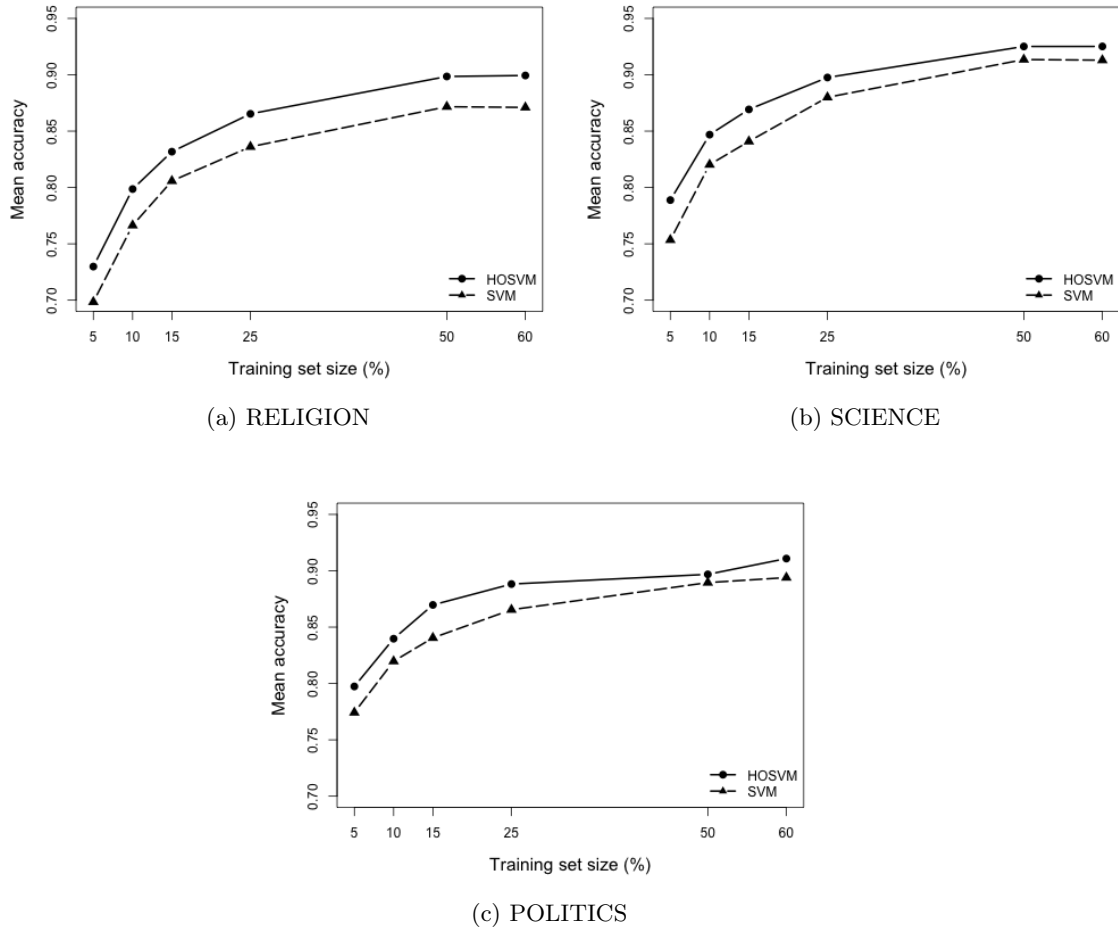 0.95
0.90
0.85
0.80
0.75
0.70
Mean accuracy
HOSVM
SVM
5 10 15 25 50 60
Training set size (%)
(a) RELIGION
0.95
0.90
0.85
0.80
0.75
0.70
Mean accuracy
HOSVM
SVM
5 10 15 25 50 60
Training set size (%)
(b) SCIENCE
0.95
0.90
0.85
0.80
0.75
0.70
Mean accuracy
HOSVM
SVM
5 10 15 25 50 60
Training set size (%)
(c) POLITICS